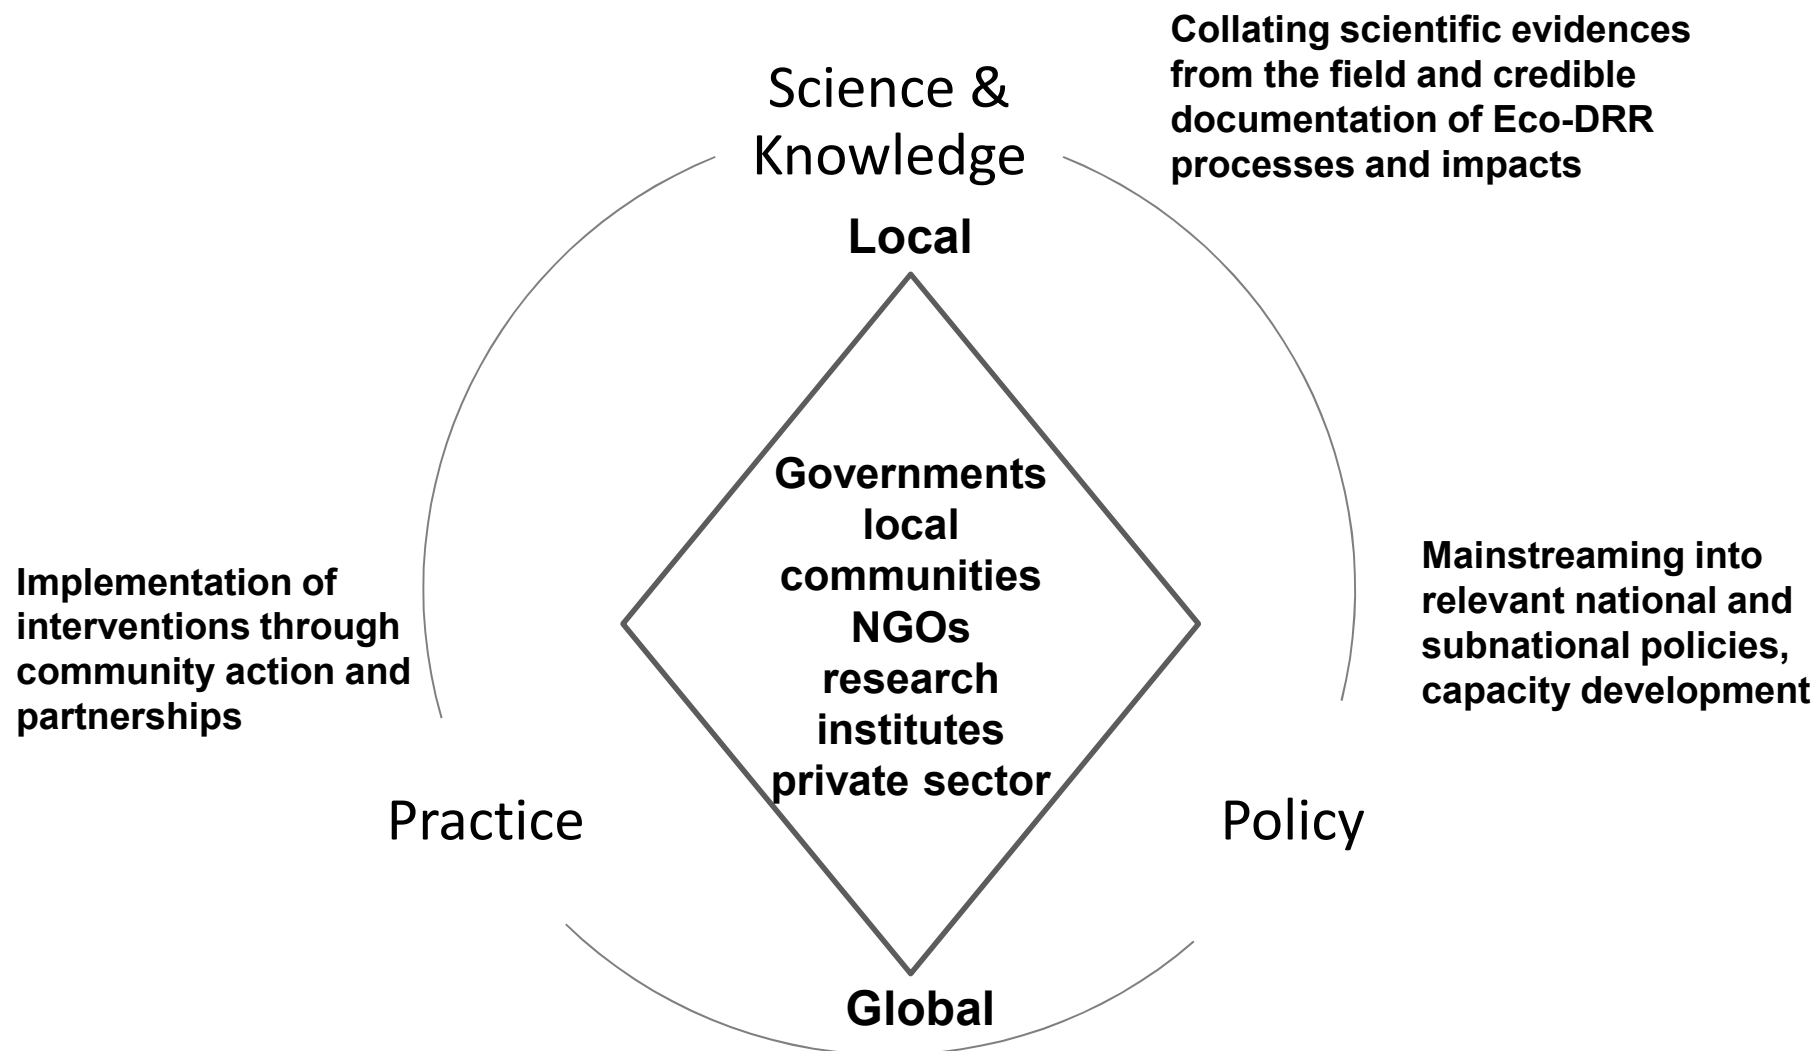 Collating scientific evidences
from the field and credible
documentation of Eco-DRR
processes and impacts
Science &
Knowledge
Local
Governments
local
communities
NGOs
research
institutes
private sector
Implementation of
interventions through
community action and
partnerships
Mainstreaming into
relevant national and
subnational policies,
capacity development
Practice
Policy
Global